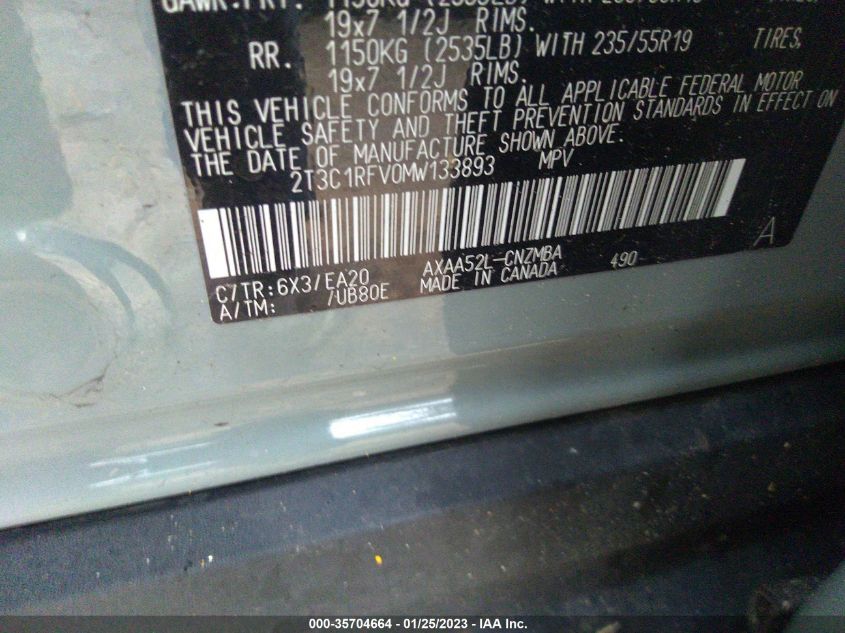 19x7 1/2J RIMS.
RR. 1150KG (2535LB) WITH 235/55R19 TIRES,
19x7 1/2J RIMS.
THIS VEHICLE CONFORMS TO ALL APPLICABLE FEDERAL MOTOR
VEHICLE SAFETY AND THEFT PREVENTION STANDARDS IN EFFECT ON
THE DATE OF MANUFACTURE SHOWN ABOVE.
2T3C1RFV0MW133893 MPV
A
C/TR:6X3/EA20 AXAA52L-CNZMBA 490-
A/TM: /UB80E MADE IN CANADA
000-35704664 - 01/25/2023 - IAA Inc.